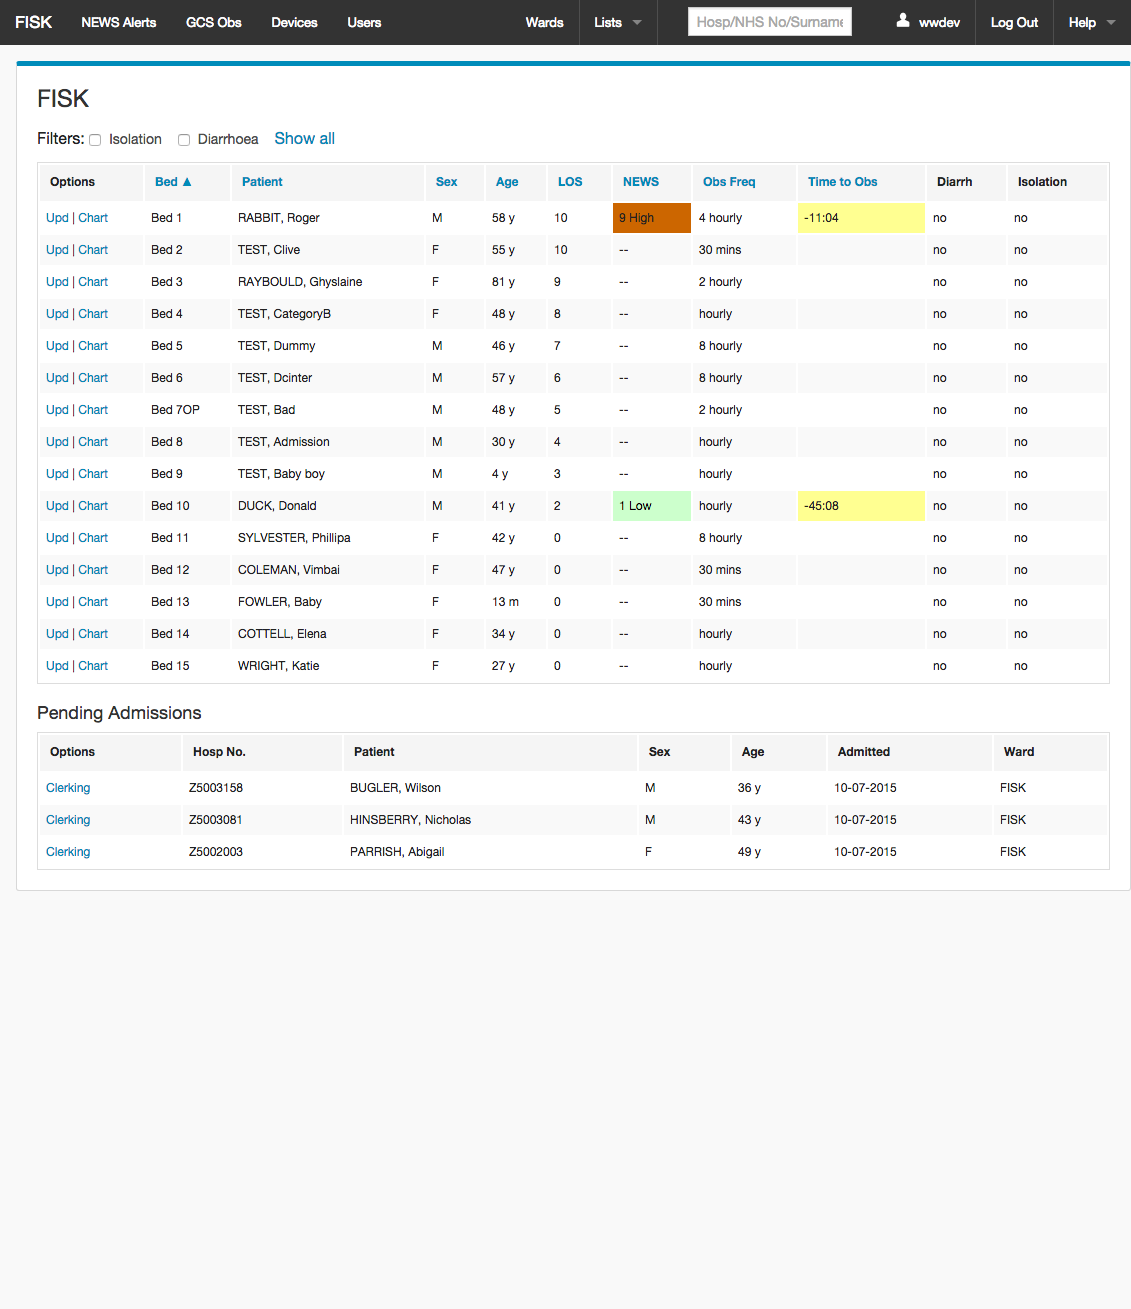 FISK NEWS Alerts GCS Obs Devices Users Wards Lists Hosp/NHS No/Surname wwdev Log Out Help
FISK
Filters: Isolation Diarrhoea Show all
Options Bed ▲ Patient Sex Age LOS NEWS Obs Freq Time to Obs Diarrh Isolation
Upd | Chart Bed 1 RABBIT, Roger M 58 y 10 9 High 4 hourly -11:04 no no
Upd | Chart Bed 2 TEST, Clive F 55 y 10 -- 30 mins no no
Upd | Chart Bed 3 RAYBOULD, Ghyslaine F 81 y 9 -- 2 hourly no no
Upd | Chart Bed 4 TEST, CategoryB F 48 y 8 -- hourly no no
Upd | Chart Bed 5 TEST, Dummy M 46 y 7 -- 8 hourly no no
Upd | Chart Bed 6 TEST, Dcinter M 57 y 6 -- 8 hourly no no
Upd | Chart Bed 7OP TEST, Bad M 48 y 5 -- 2 hourly no no
Upd | Chart Bed 8 TEST, Admission M 30 y 4 -- hourly no no
Upd | Chart Bed 9 TEST, Baby boy M 4 y 3 -- hourly no no
Upd | Chart Bed 10 DUCK, Donald M 41 y 2 1 Low hourly -45:08 no no
Upd | Chart Bed 11 SYLVESTER, Phillipa F 42 y 0 -- 8 hourly no no
Upd | Chart Bed 12 COLEMAN, Vimbai F 47 y 0 -- 30 mins no no
Upd | Chart Bed 13 FOWLER, Baby F 13 m 0 -- 30 mins no no
Upd | Chart Bed 14 COTTELL, Elena F 34 y 0 -- hourly no no
Upd | Chart Bed 15 WRIGHT, Katie F 27 y 0 -- hourly no no
Pending Admissions
Options Hosp No. Patient Sex Age Admitted Ward
Clerking Z5003158 BUGLER, Wilson M 36 y 10-07-2015 FISK
Clerking Z5003081 HINSBERRY, Nicholas M 43 y 10-07-2015 FISK
Clerking Z5002003 PARRISH, Abigail F 49 y 10-07-2015 FISK